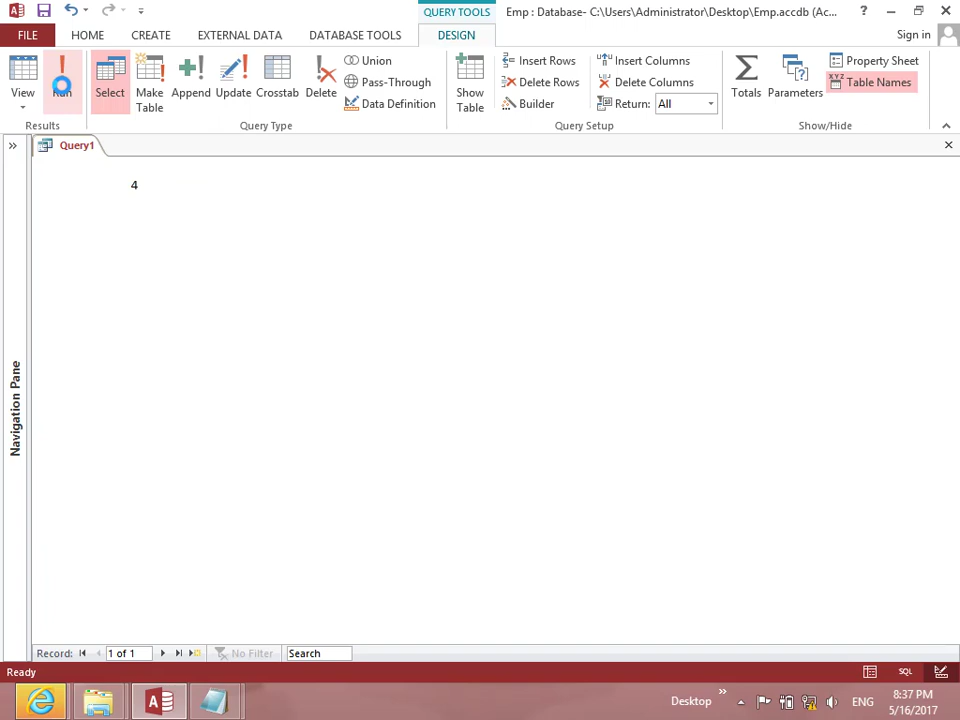 QUERY TOOLS
Emp : Database- C:\Users\Administrator\Desktop\Emp.accdb (Ac...
?
FILE
HOME
CREATE
EXTERNAL DATA
DATABASE TOOLS
DESIGN
Sign in
View
Run
Select
Make Table
Append
Update
Crosstab
Delete
Union
Pass-Through
Data Definition
Show Table
Insert Rows
Delete Rows
Builder
Insert Columns
Delete Columns
Return: All
Totals
Parameters
Property Sheet
XYZ Table Names
Results
Query Type
Query Setup
Show/Hide
Query1
4
Navigation Pane
Record: 1 of 1
No Filter
Search
Ready
SQL
Desktop
ENG
8:37 PM
5/16/2017